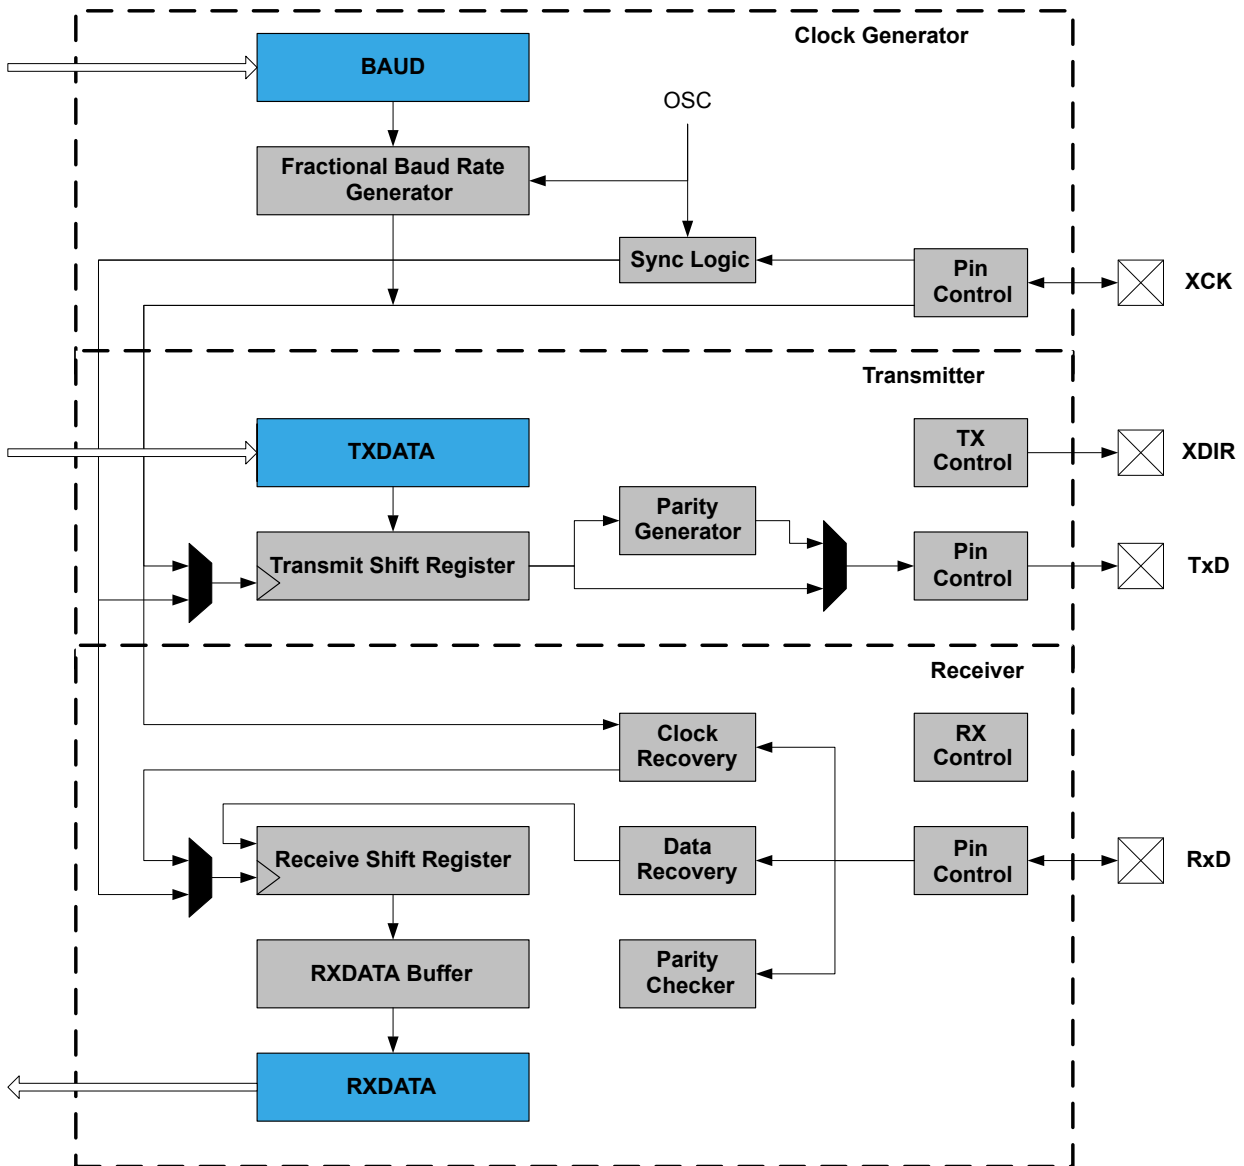 Clock Generator
BAUD
OSC
Fractional Baud Rate
Generator
Sync Logic
Pin
Control
XCK
Transmitter
TXDATA
TX
Control
XDIR
Parity
Generator
Transmit Shift Register
Pin
Control
TxD
Receiver
Clock
Recovery
RX
Control
Receive Shift Register
Data
Recovery
Pin
Control
RxD
RXDATA Buffer
Parity
Checker
RXDATA